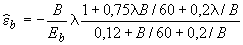 ε̂_b = − B/E_b λ (1 + 0,75λB / 60 + 0,2λ / B)/(0,12 + B / 60 + 0,2 / B)